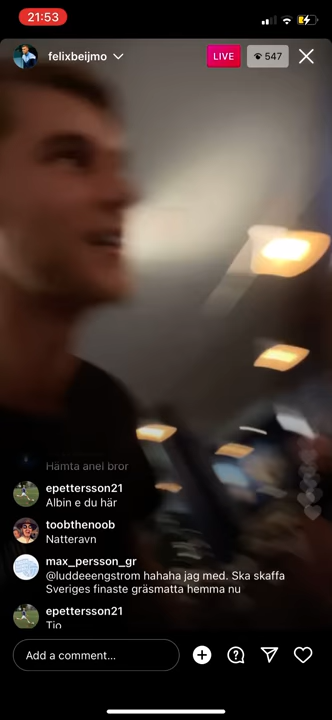 21:53
felixbeijmo
LIVE
547
Hämta anel bror
epettersson21
Albin e du här
toobthenoob
Natteravn
max_persson_gr
@luddeeengstrom hahaha jag med. Ska skaffa
Sveriges finaste gräsmatta hemma nu
epettersson21
Tio
Add a comment...